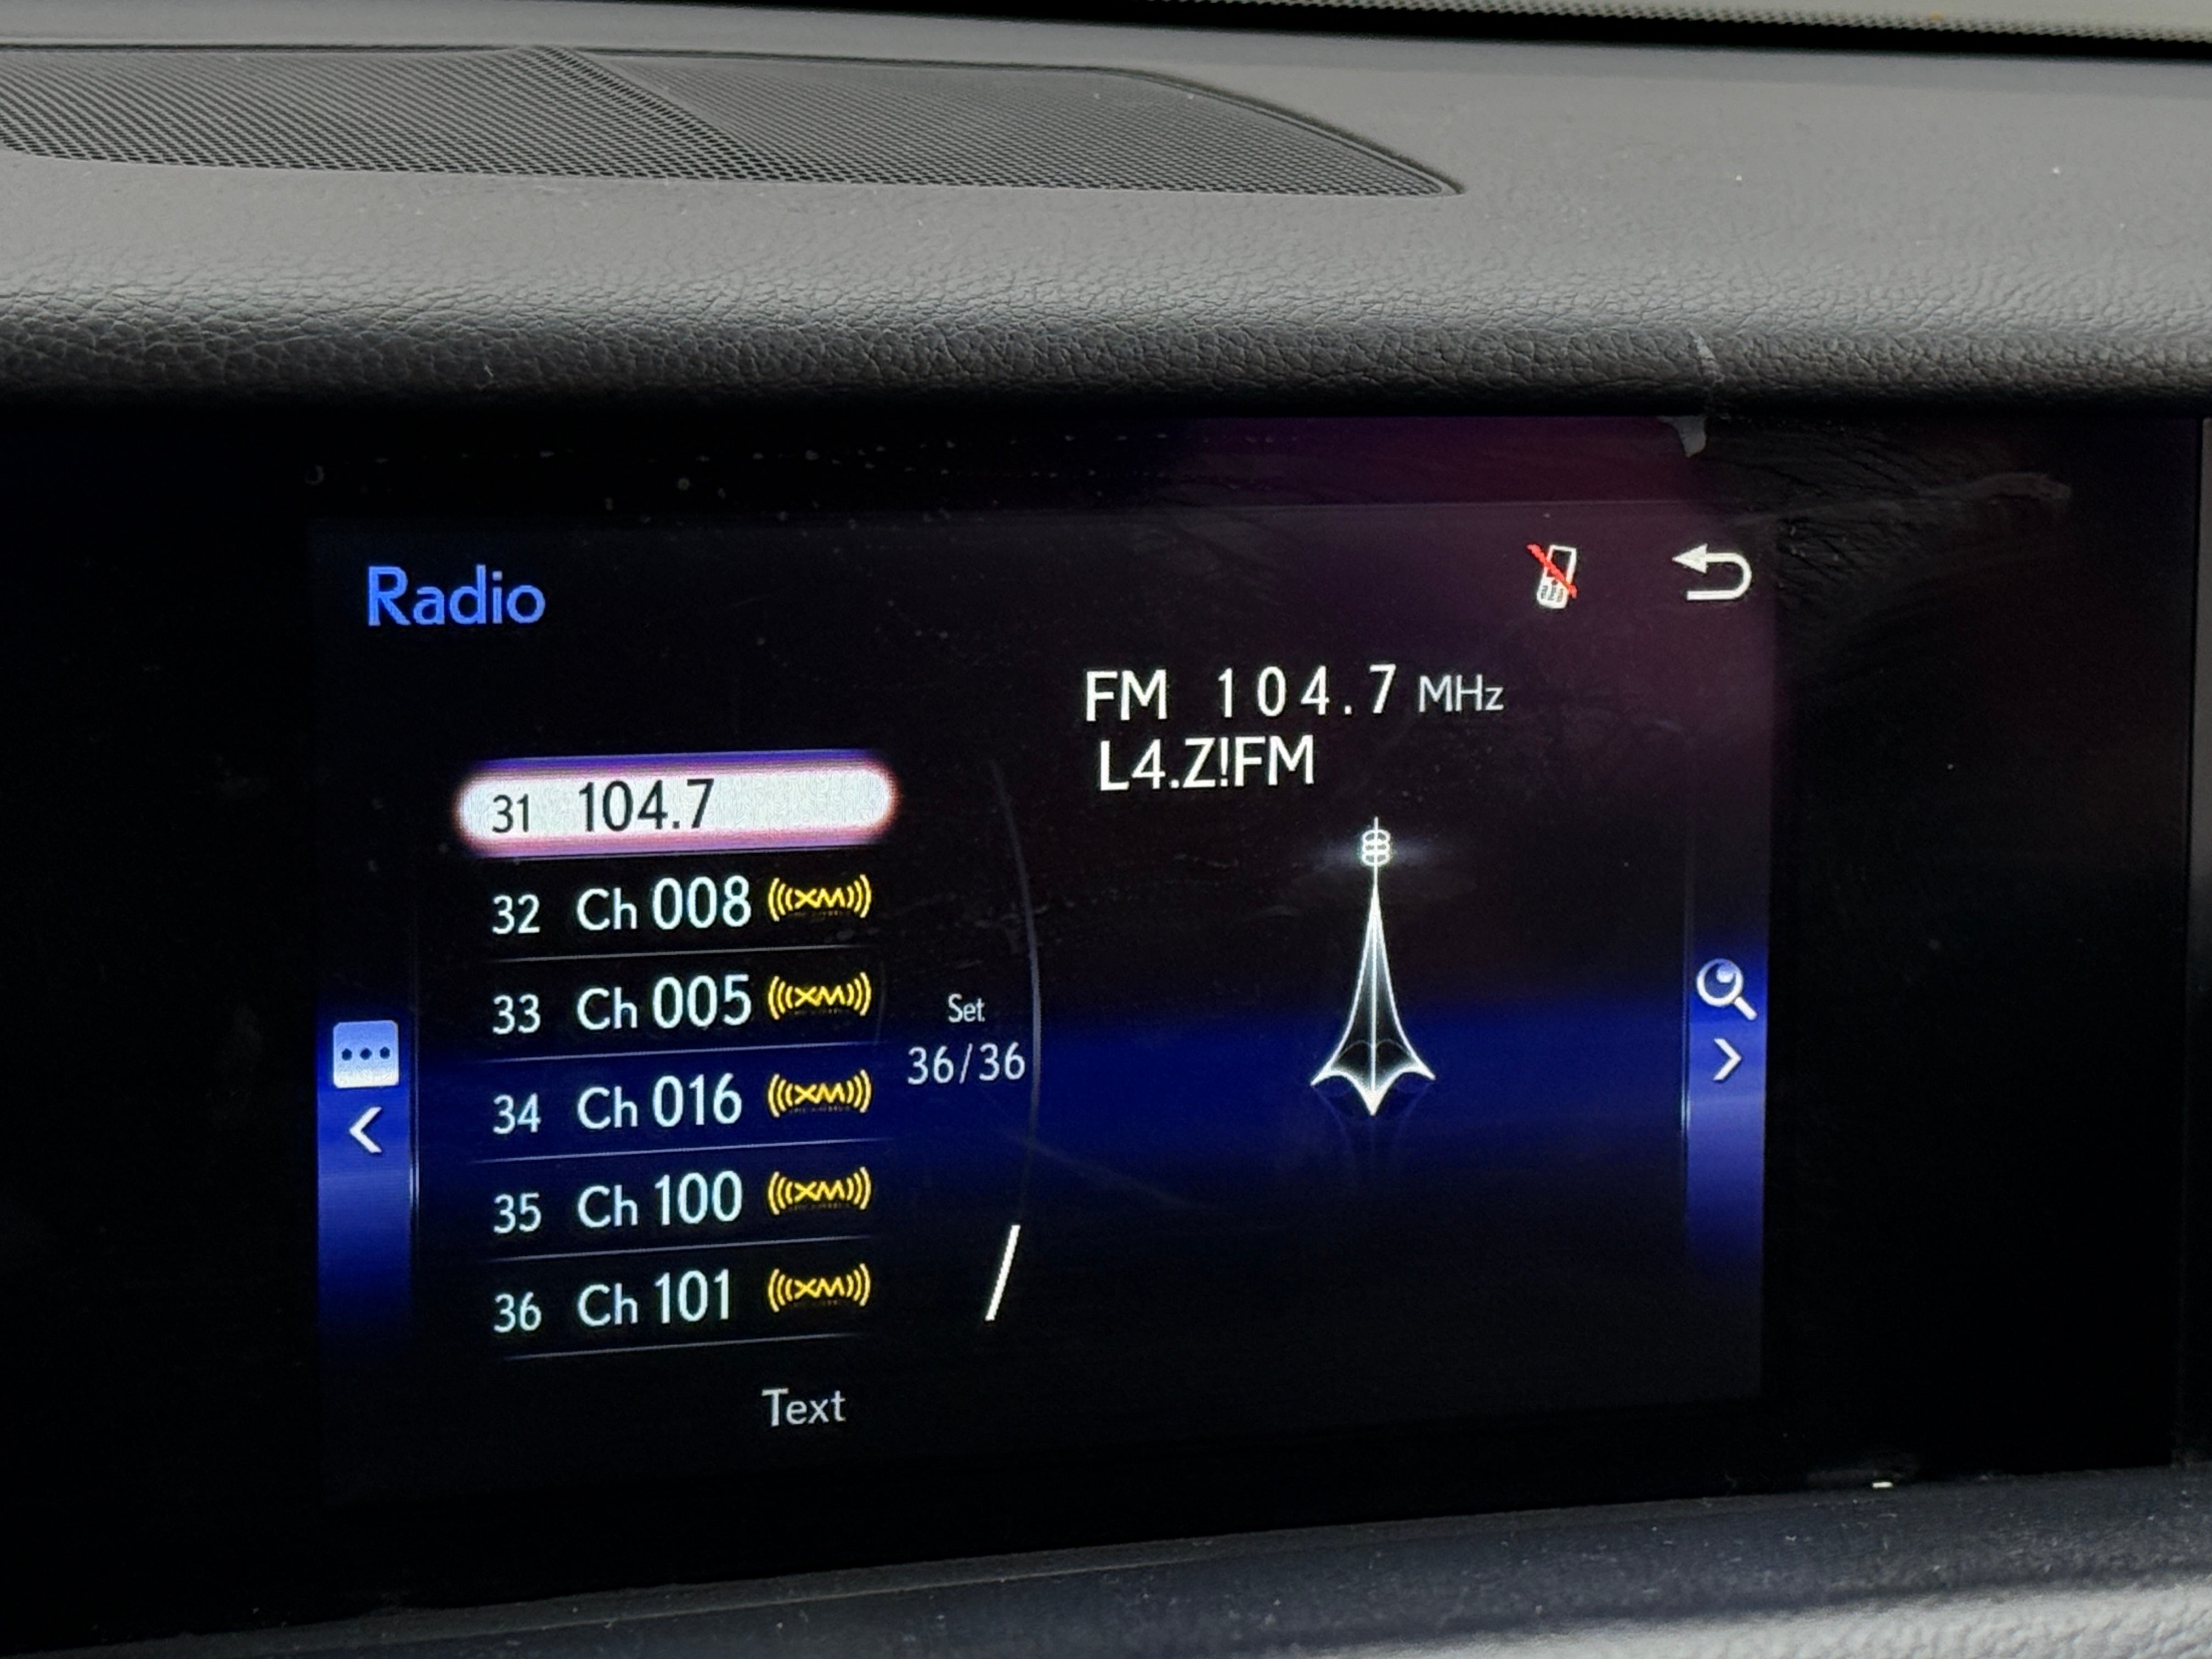 Radio
FM 104.7 MHz
L4.Z!FM
31 104.7
32 Ch 008 (((XM)))
33 Ch 005 (((XM)))
34 Ch 016 (((XM)))
35 Ch 100 (((XM)))
36 Ch 101 (((XM)))
Set
36/36
Text